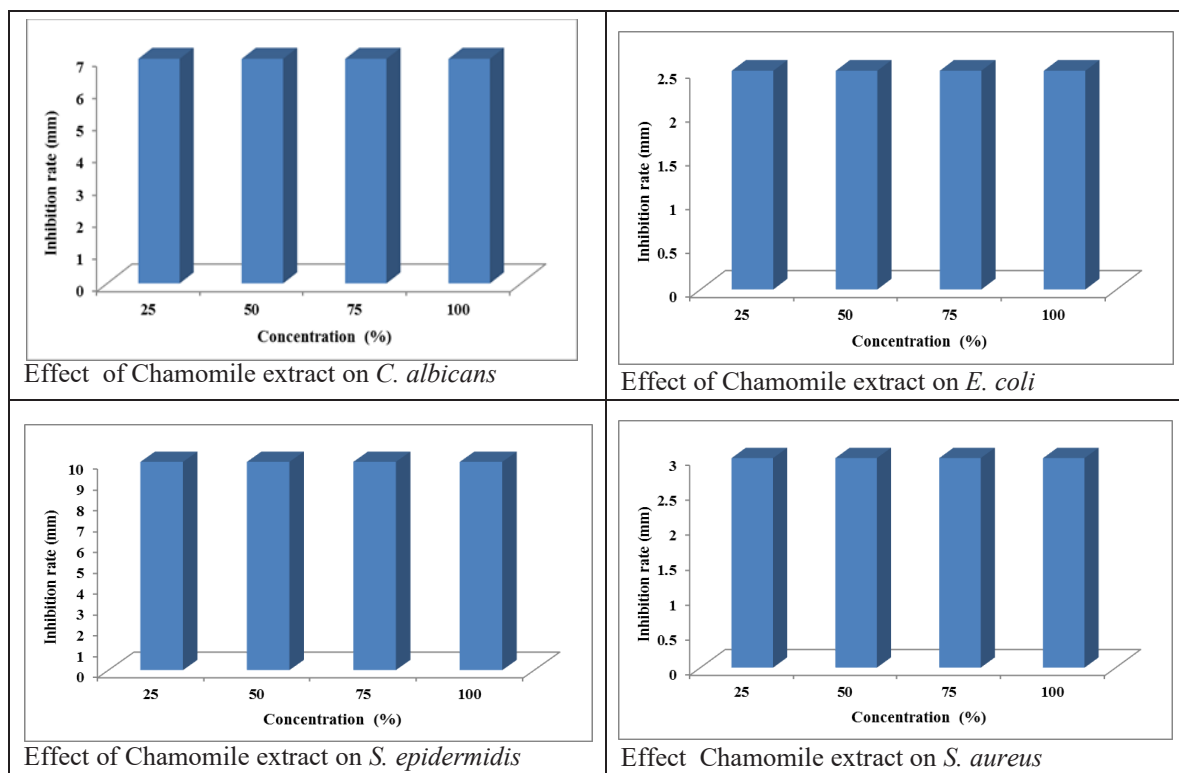 7
6
5
4
3
2
1
0
Inhibition rate (mm)
25 50 75 100
Concentration (%)
Effect of Chamomile extract on C. albicans
2.5
2
1.5
1
0.5
0
Inhibition rate (mm)
25 50 75 100
Concentration (%)
Effect of Chamomile extract on E. coli
10
9
8
7
6
5
4
3
2
1
0
Inhibition rate (mm)
25 50 75 100
Concentration (%)
Effect of Chamomile extract on S. epidermidis
3
2.5
2
1.5
1
0.5
0
Inhibition rate (mm)
25 50 75 100
Concentration (%)
Effect Chamomile extract on S. aureus